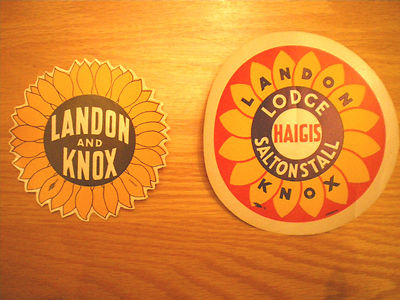 LANDON
AND
KNOX
LANDON
LODGE
HAIGIS
SALTONSTALL
KNOX